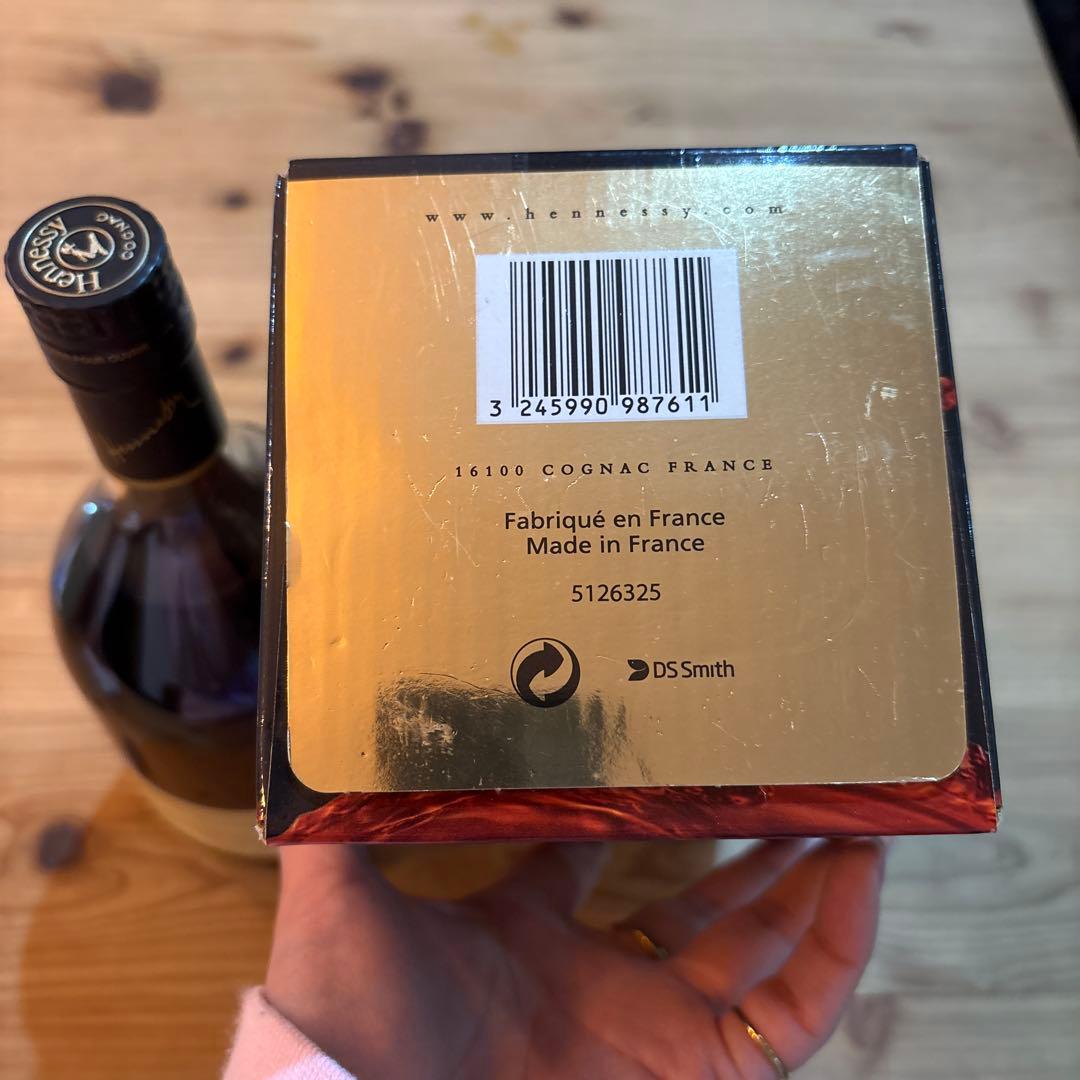 www.hennessy.com
3 245990 987611
16100 COGNAC FRANCE
Fabriqué en France
Made in France
5126325
DS Smith
Hennessy
COGNAC